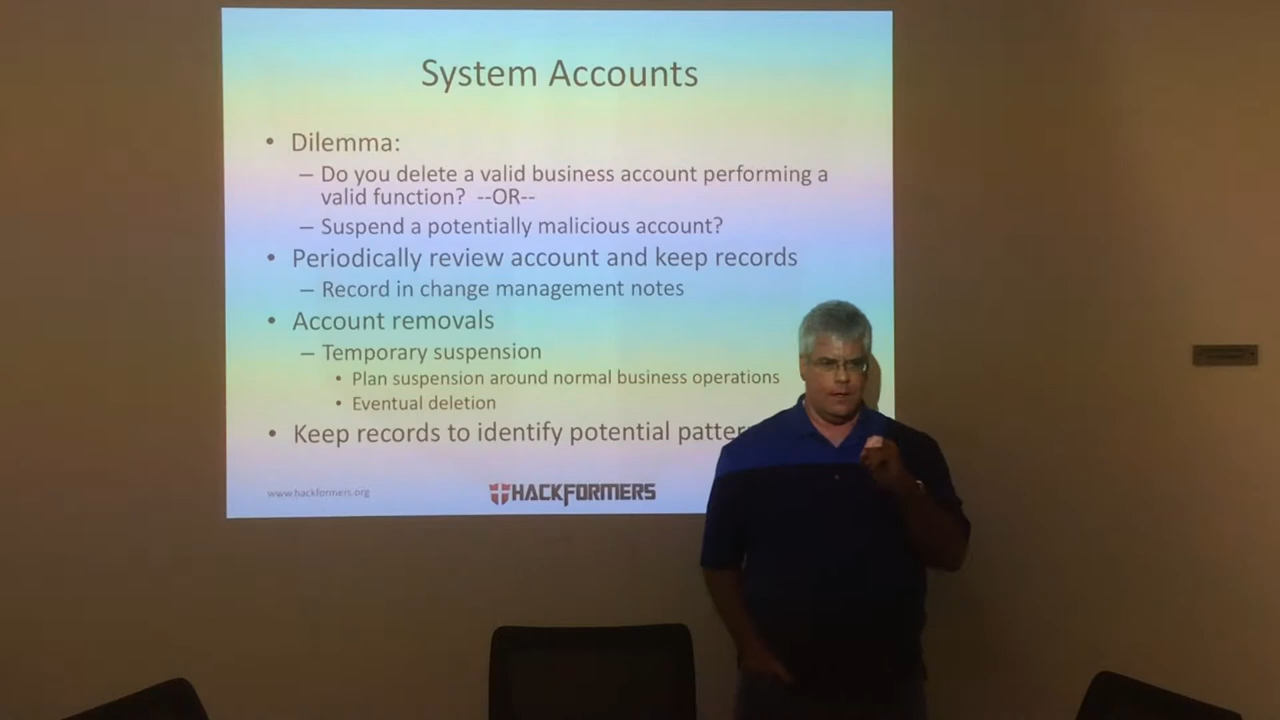 System Accounts
• Dilemma:
– Do you delete a valid business account performing a
valid function? --OR--
– Suspend a potentially malicious account?
• Periodically review account and keep records
– Record in change management notes
• Account removals
– Temporary suspension
• Plan suspension around normal business operations
• Eventual deletion
• Keep records to identify potential
www.hackformers.org
HACKFORMERS